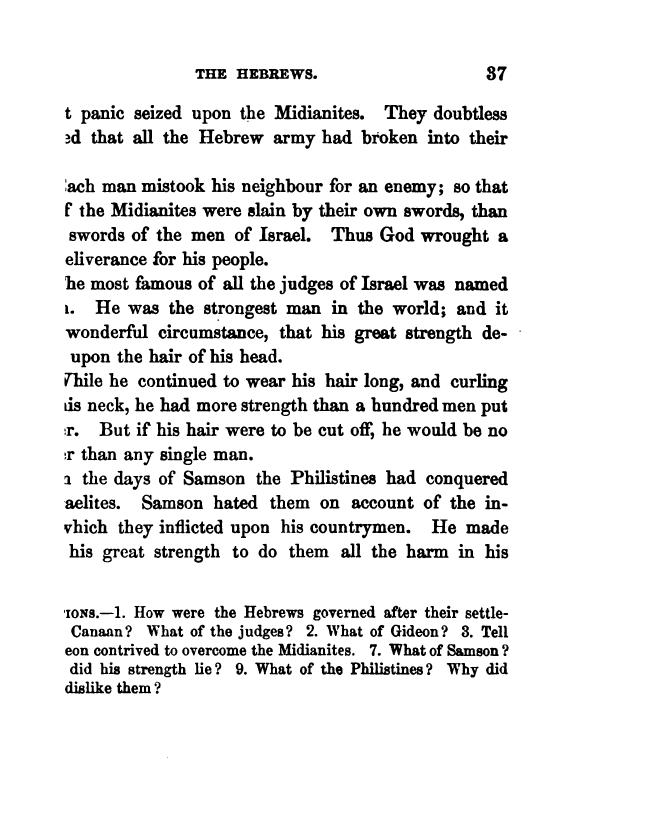 THE HEBREWS. 37
panic seized upon the Midianites. They doubtless
that all the Hebrew army had broken into their
man mistook his neighbour for an enemy; so that
the Midianites were slain by their own swords, than
swords of the men of Israel. Thus God wrought a
eliverance for his people.
he most famous of all the judges of Israel was named
He was the strongest man in the world; and it
wonderful circumstance, that his great strength de-
upon the hair of his head.
hile he continued to wear his hair long, and curling
neck, he had more strength than a hundred men put
But if his hair were to be cut off, he would be no
than any single man.
the days of Samson the Philistines had conquered
aelites. Samson hated them on account of the in-
which they inflicted upon his countrymen. He made
his great strength to do them all the harm in his
IONS.—1. How were the Hebrews governed after their settle-
Canaan? What of the judges? 2. What of Gideon? 3. Tell
eon contrived to overcome the Midianites. 7. What of Samson?
did his strength lie? 9. What of the Philistines? Why did
dislike them?